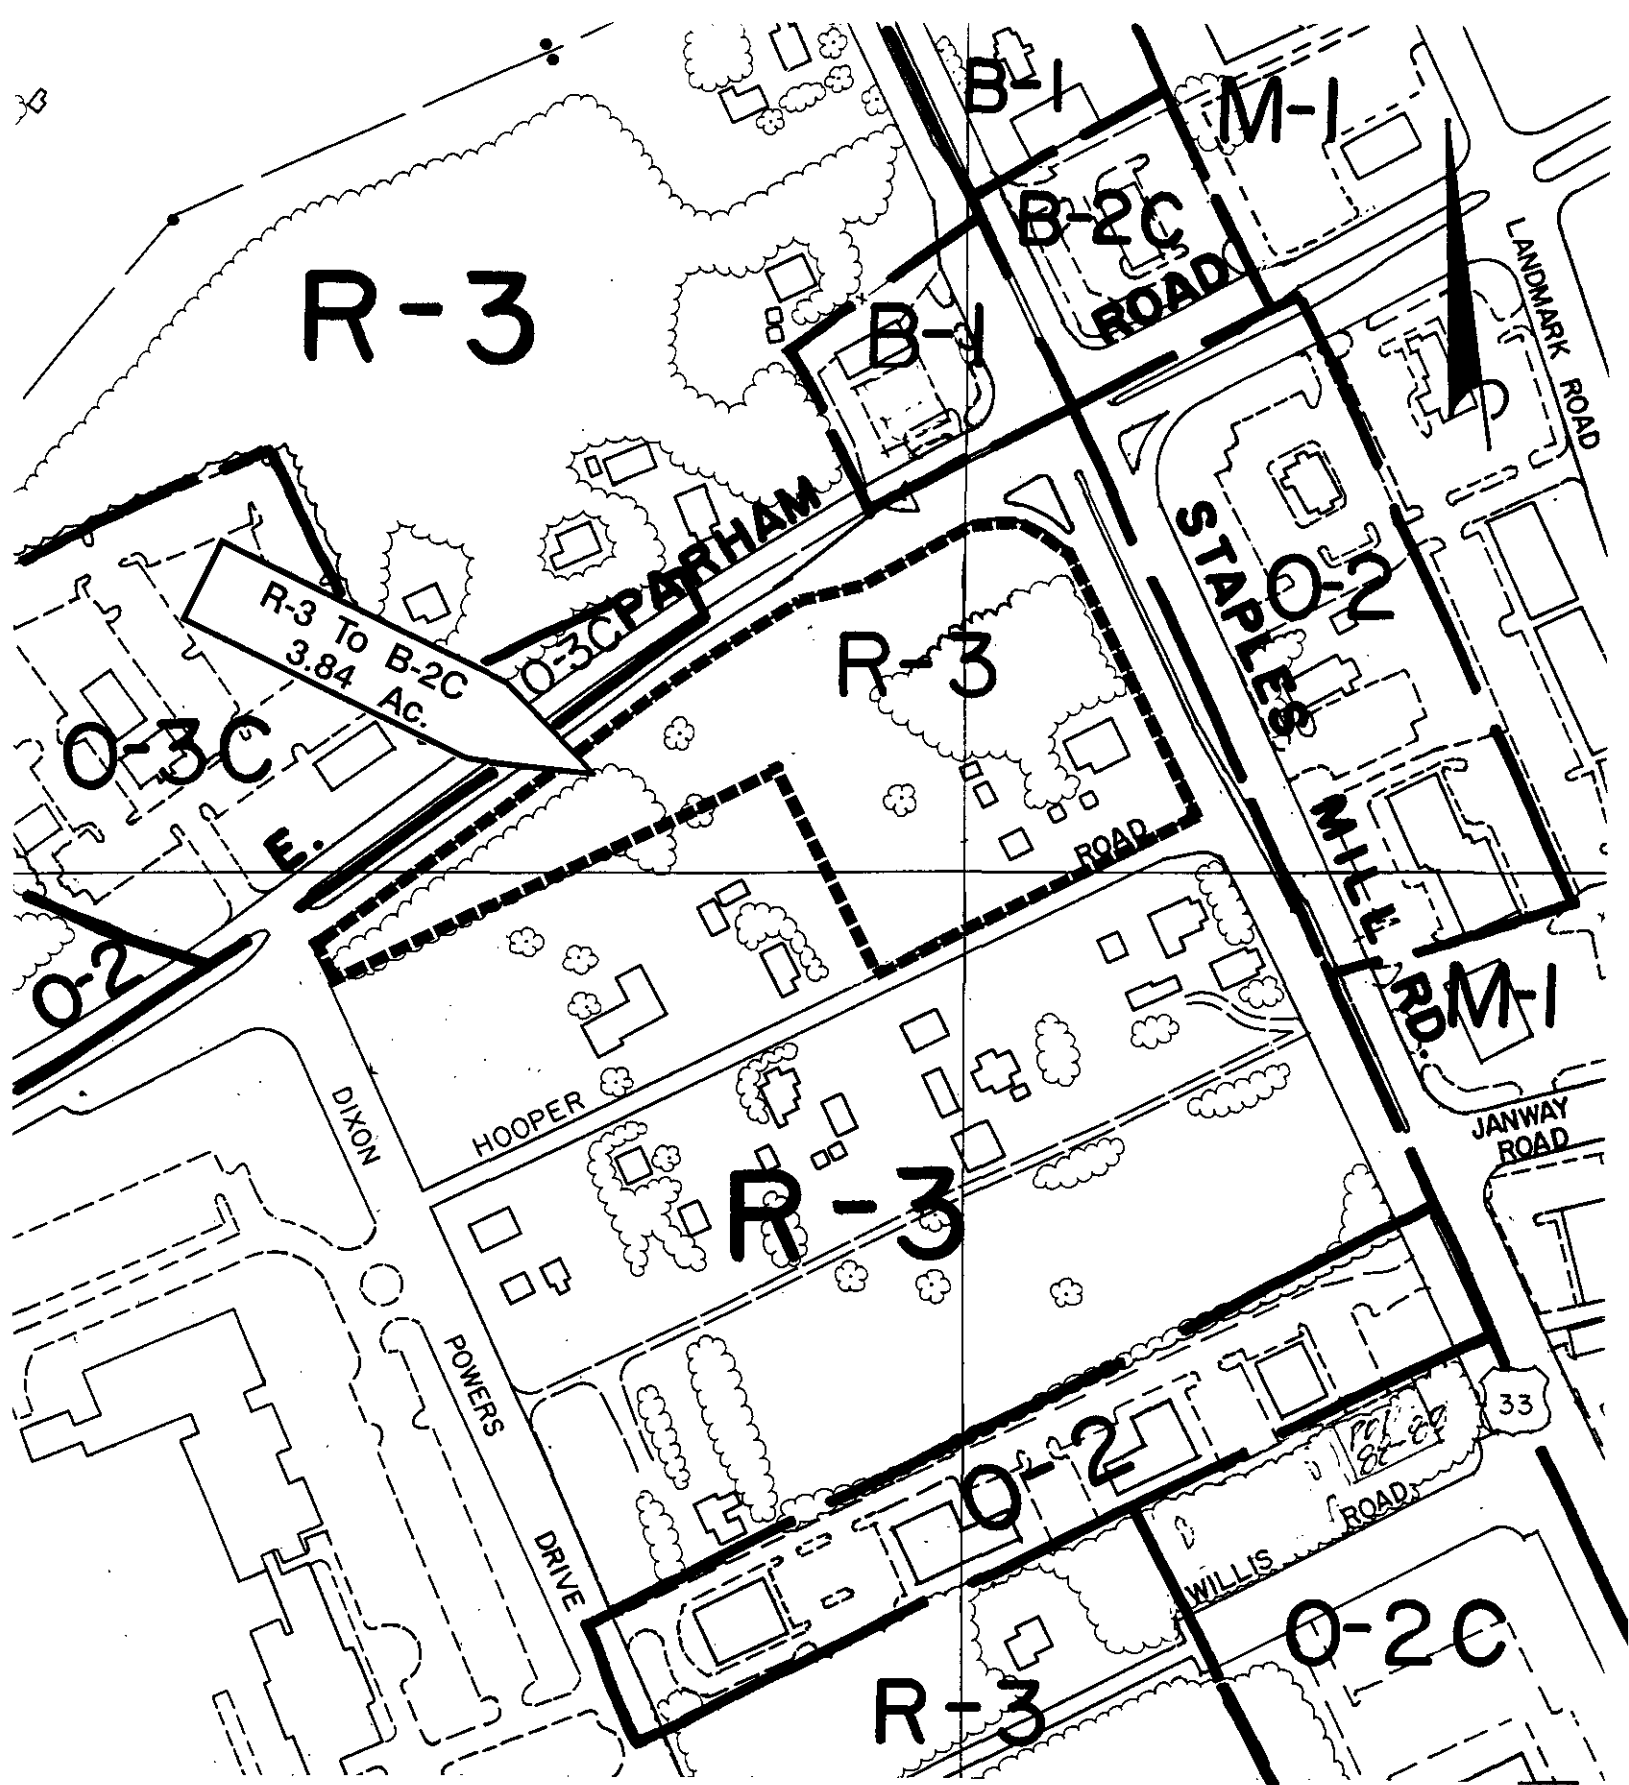 B-1
M-1
B-2C
ROAD
LANDMARK ROAD
R-3
B-1
E. PARHAM
R-3 To B-2C
3.84 Ac.
O-3C
O-3C
R-3
STAPLES MILL RD.
O-2
ROAD
O-2
M-1
DIXON
HOOPER
JANWAY
ROAD
R-3
POWERS
33
O-2
ROAD
DRIVE
WILLIS
O-2C
R-3